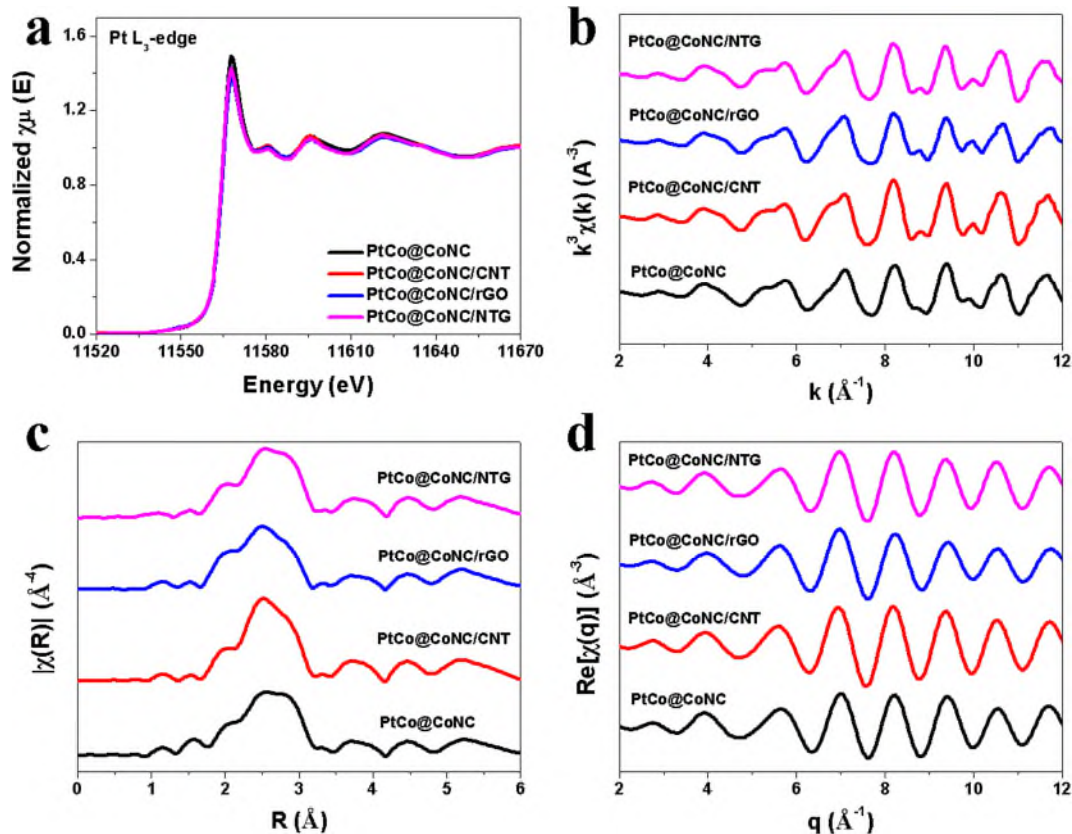 a
Pt L₃-edge
Normalized χμ (E)
1.6
1.2
0.8
0.4
0.0
PtCo@CoNC
PtCo@CoNC/CNT
PtCo@CoNC/rGO
PtCo@CoNC/NTG
11520 11550 11580 11610 11640 11670
Energy (eV)
b
k³χ(k) (A⁻³)
PtCo@CoNC/NTG
PtCo@CoNC/rGO
PtCo@CoNC/CNT
PtCo@CoNC
2 4 6 8 10 12
k (Å⁻¹)
c
|χ(R)| (Å⁻⁴)
PtCo@CoNC/NTG
PtCo@CoNC/rGO
PtCo@CoNC/CNT
PtCo@CoNC
0 1 2 3 4 5 6
R (Å)
d
Re[χ(q)] (Å⁻³)
PtCo@CoNC/NTG
PtCo@CoNC/rGO
PtCo@CoNC/CNT
PtCo@CoNC
2 4 6 8 10 12
q (Å⁻¹)